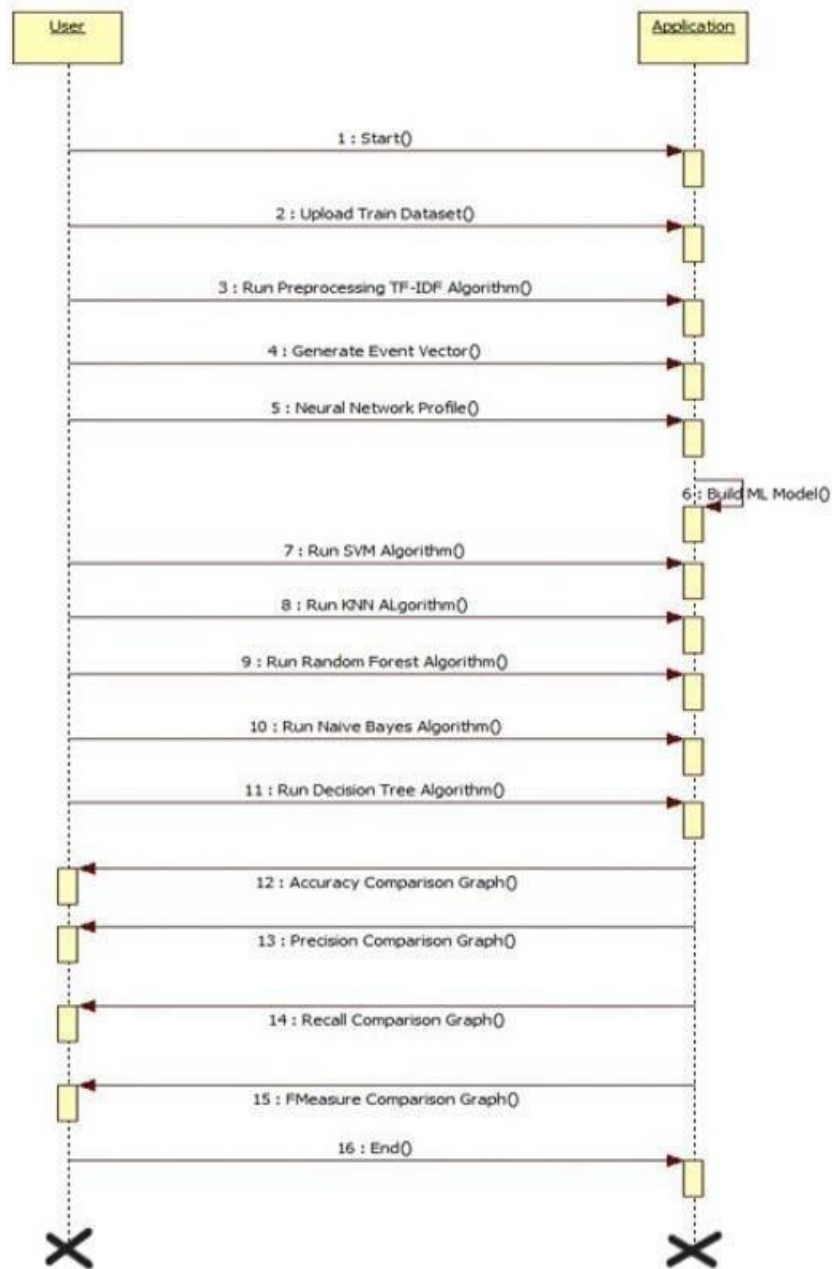 User
Application
1 : Start()
2 : Upload Train Dataset()
3 : Run Preprocessing TF-IDF Algorithm()
4 : Generate Event Vector()
5 : Neural Network Profile()
6 : Build ML Model()
7 : Run SVM Algorithm()
8 : Run KNN ALgorithm()
9 : Run Random Forest Algorithm()
10 : Run Naive Bayes Algorithm()
11 : Run Decision Tree Algorithm()
12 : Accuracy Comparison Graph()
13 : Precision Comparison Graph()
14 : Recall Comparison Graph()
15 : FMeasure Comparison Graph()
16 : End()